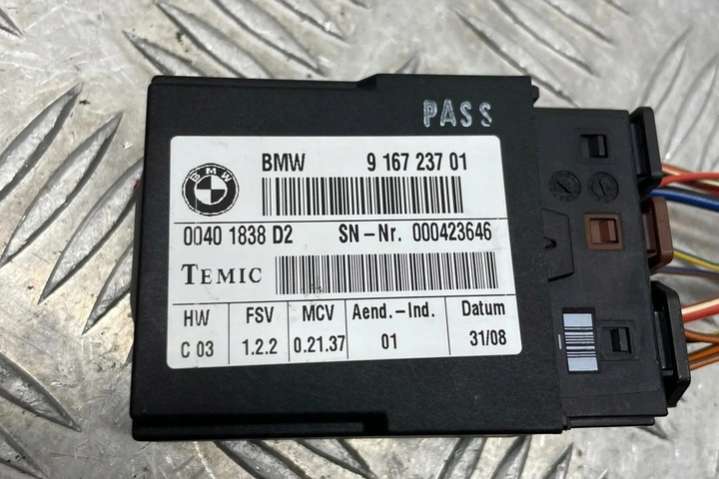 PASS
BMW 9 167 237 01
BMW
0040 1838 D2 SN-Nr. 000423646
TEMIC
HW FSV MCV Aend.-Ind. Datum
C 03 1.2.2 0.21.37 01 31/08